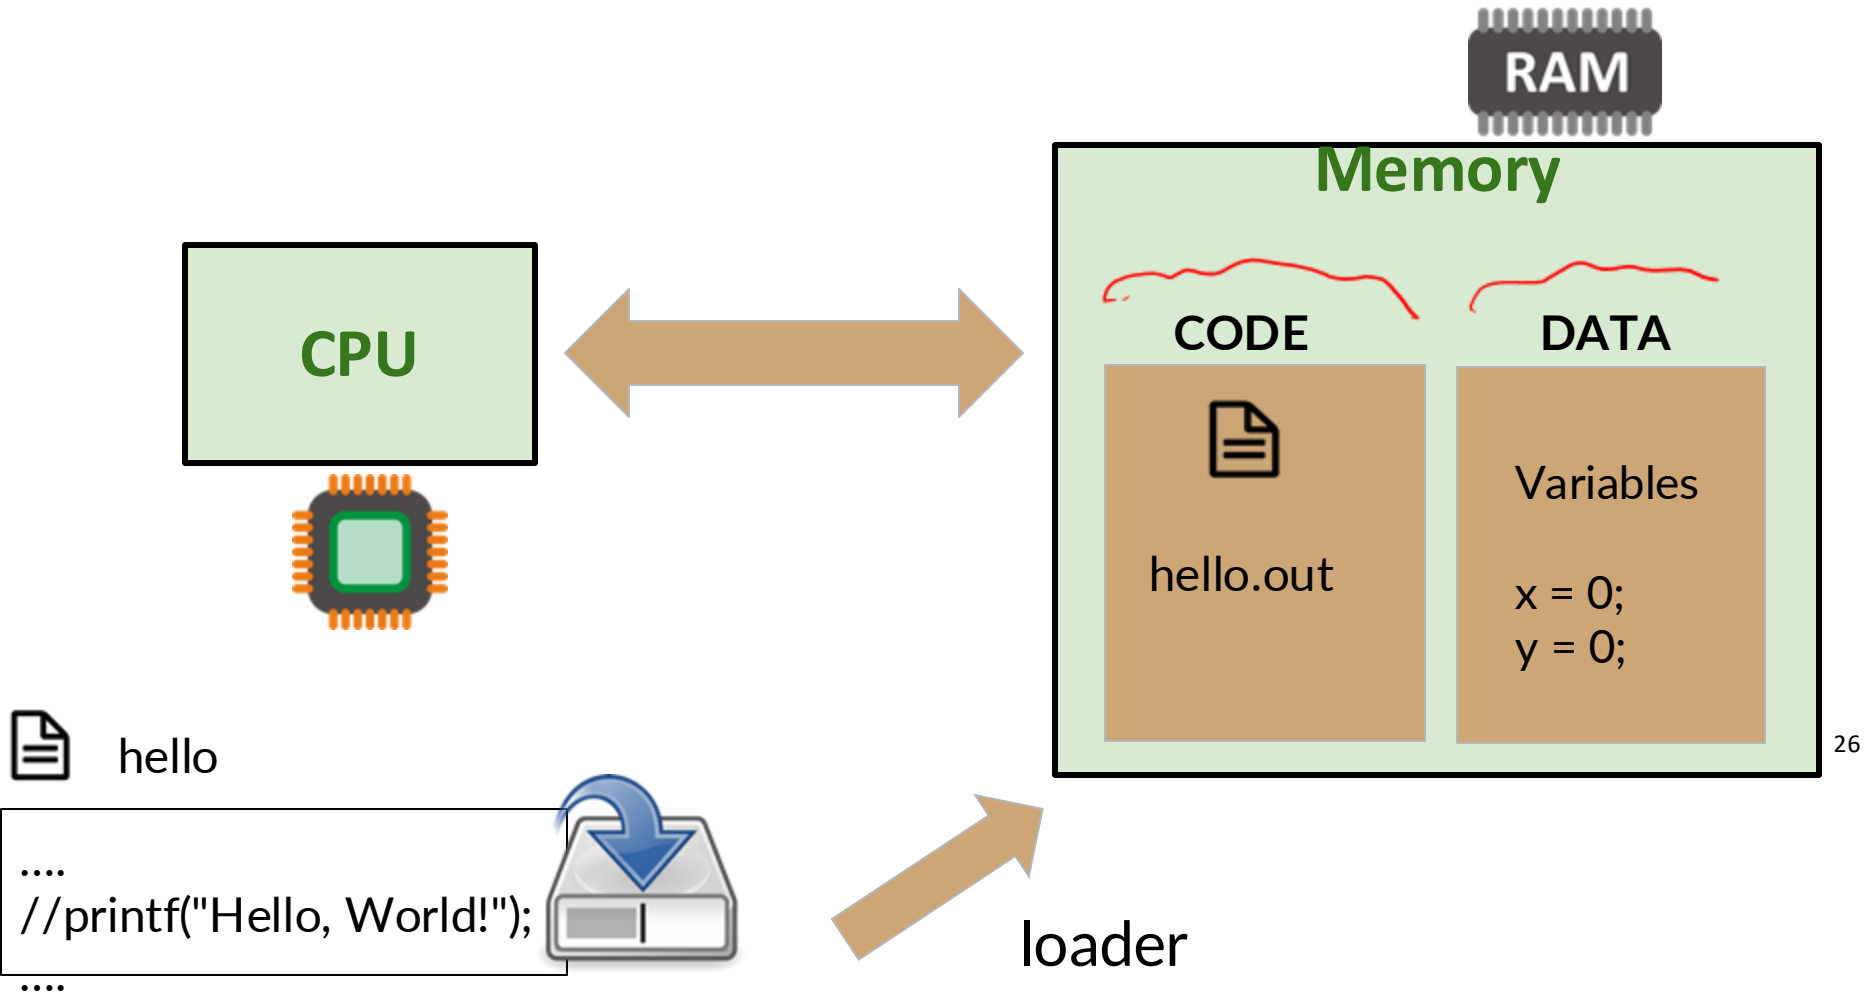 RAM
Memory
CPU
CODE
DATA
hello.out
Variables
x = 0;
y = 0;
26
hello
....
//printf("Hello, World!");
....
loader